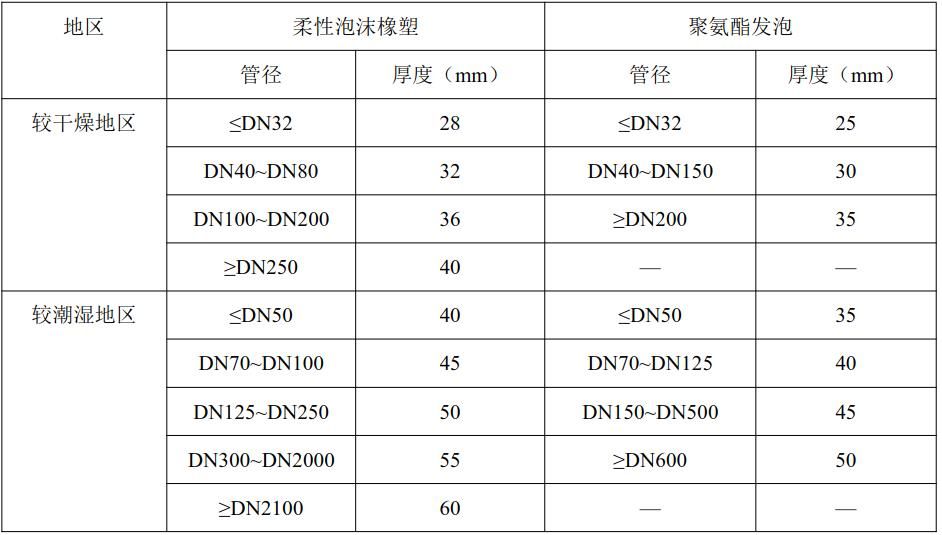 地区 柔性泡沫橡塑 聚氨酯发泡
管径 厚度（mm） 管径 厚度（mm）
较干燥地区 ≤DN32 28 ≤DN32 25
DN40~DN80 32 DN40~DN150 30
DN100~DN200 36 ≥DN200 35
≥DN250 40 — —
较潮湿地区 ≤DN50 40 ≤DN50 35
DN70~DN100 45 DN70~DN125 40
DN125~DN250 50 DN150~DN500 45
DN300~DN2000 55 ≥DN600 50
≥DN2100 60 — —